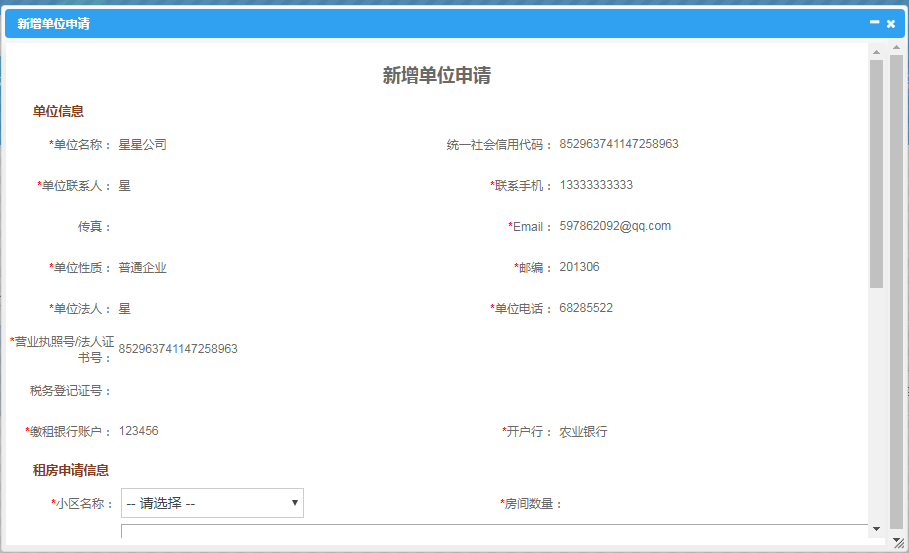 新增单位申请
新增单位申请
单位信息
*单位名称： 星星公司 统一社会信用代码： 852963741147258963
*单位联系人： 星 *联系手机： 13333333333
传真： *Email： 597862092@qq.com
*单位性质： 普通企业 *邮编： 201306
*单位法人： 星 *单位电话： 68285522
*营业执照号/法人证
书号： 852963741147258963
税务登记证号：
*缴租银行账户： 123456 *开户行： 农业银行
租房申请信息
*小区名称： -- 请选择 -- *房间数量：